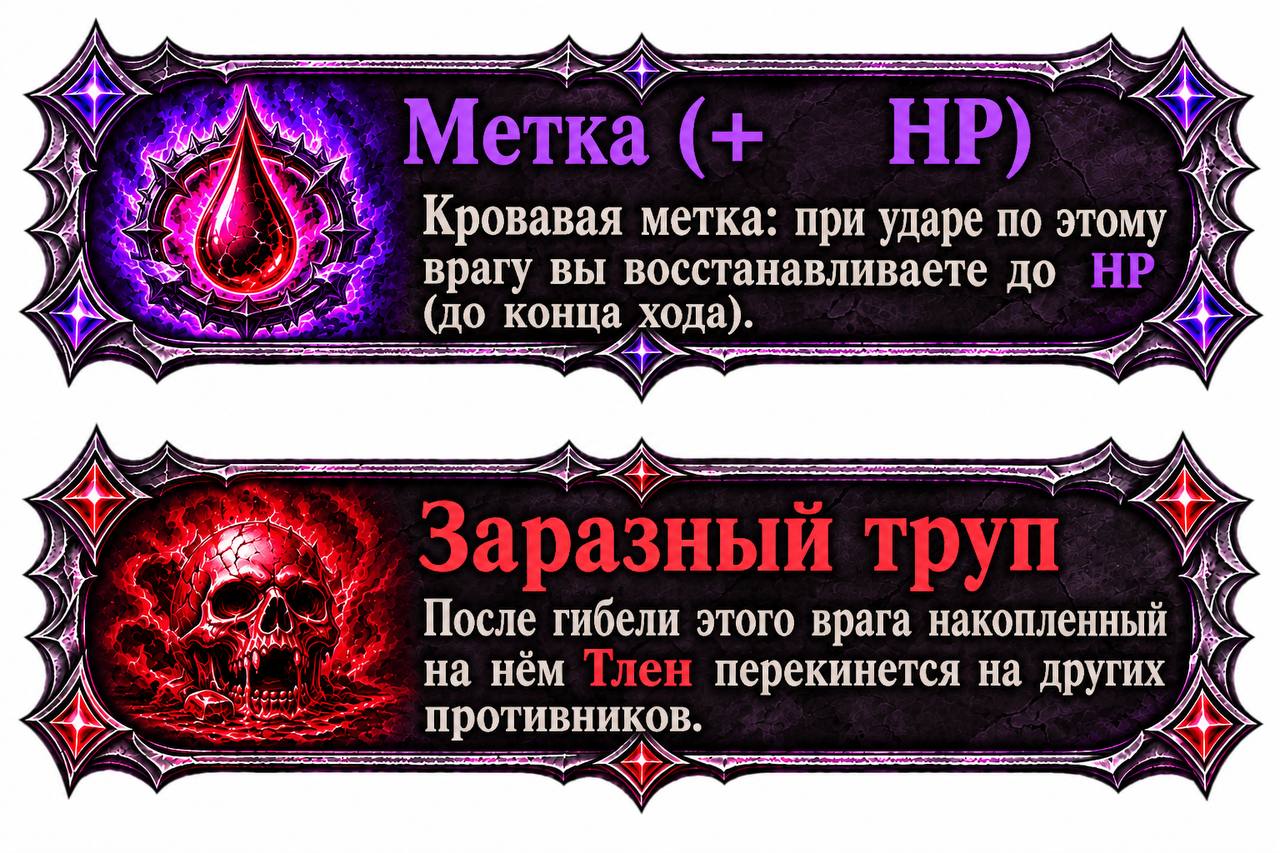 Метка (+ HP)
Кровавая метка: при ударе по этому
врагу вы восстанавливаете до HP
(до конца хода).
Заразный труп
После гибели этого врага накопленный
на нём Тлен перекинется на других
противников.